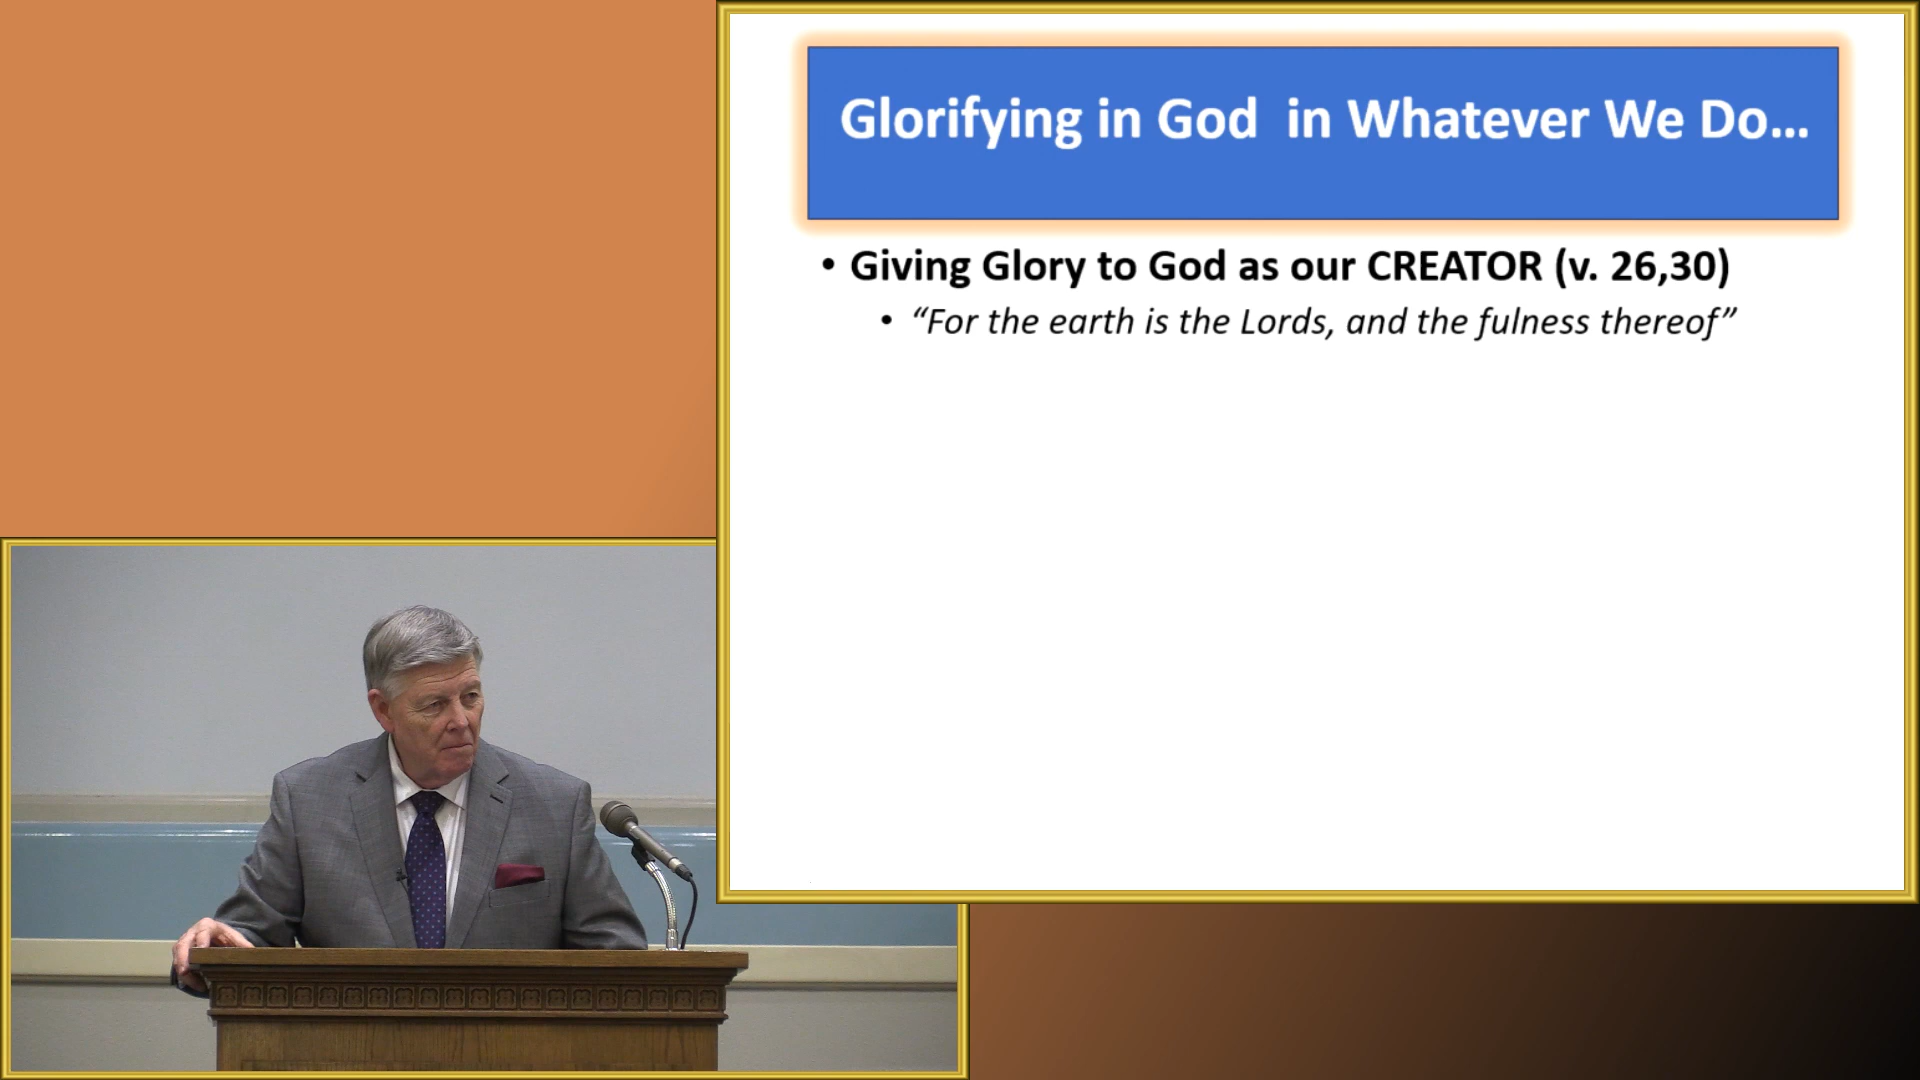 Glorifying in God  in Whatever We Do...
• Giving Glory to God as our CREATOR (v. 26,30)
• “For the earth is the Lords, and the fulness thereof”